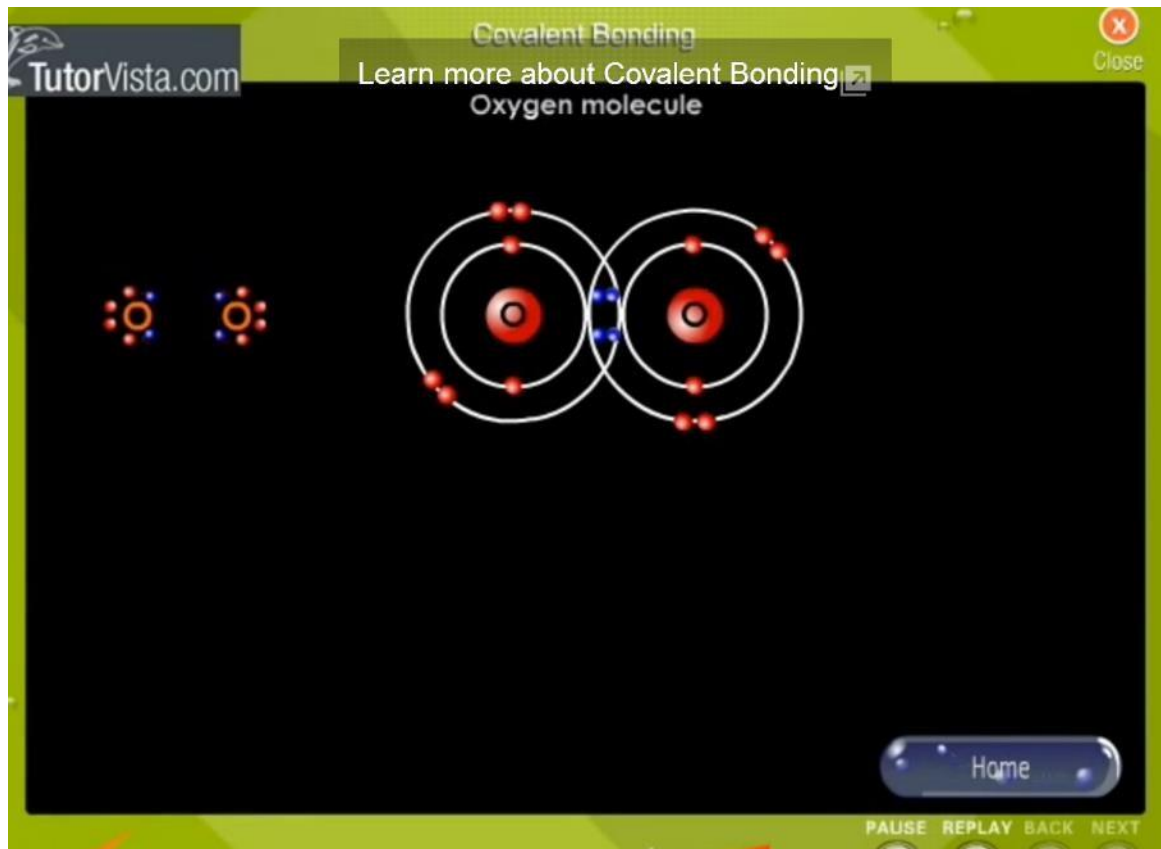 Covalent Bonding
Close
TutorVista.com
Learn more about Covalent Bonding
Oxygen molecule
O O O O
Home
PAUSE REPLAY BACK NEXT